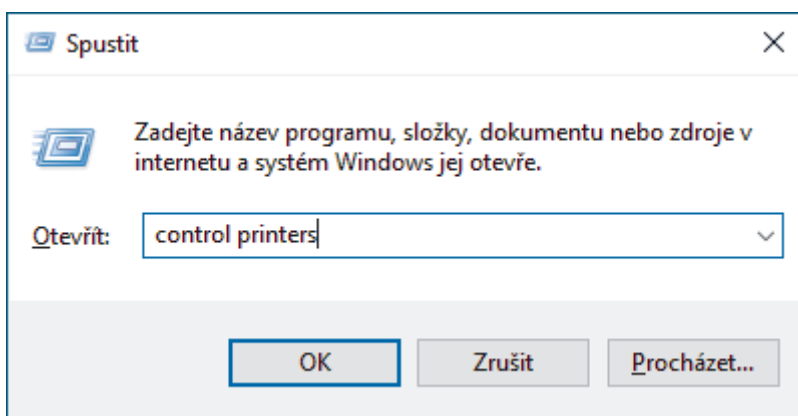 Spustit
Zadejte název programu, složky, dokumentu nebo zdroje v
internetu a systém Windows jej otevře.
Otevřít: control printers
OK Zrušit Procházet...